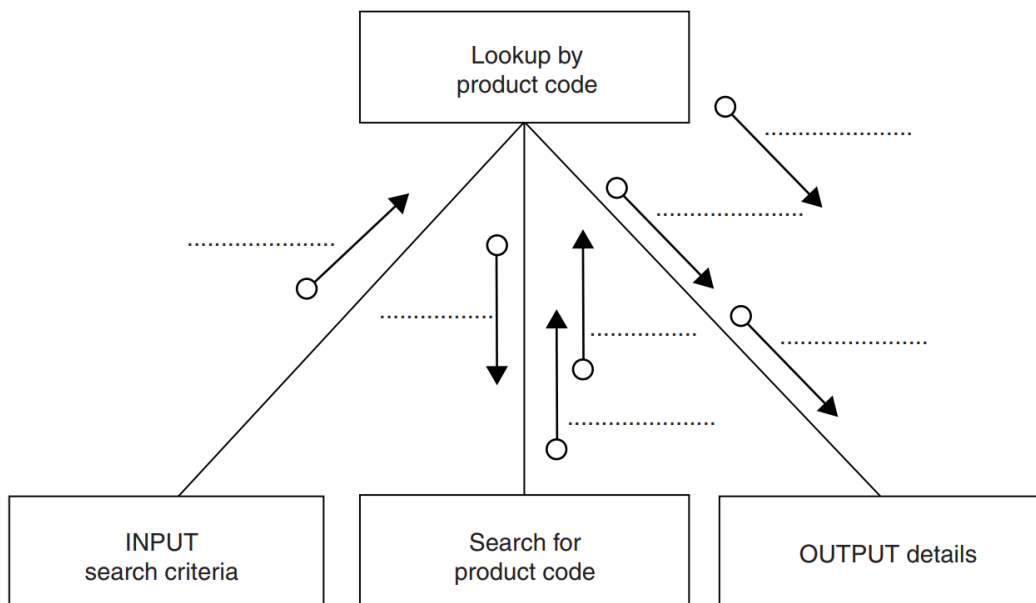 Lookup by
product code
......................
......................
......................
.................
................
......................
......................
INPUT
search criteria
Search for
product code
OUTPUT details